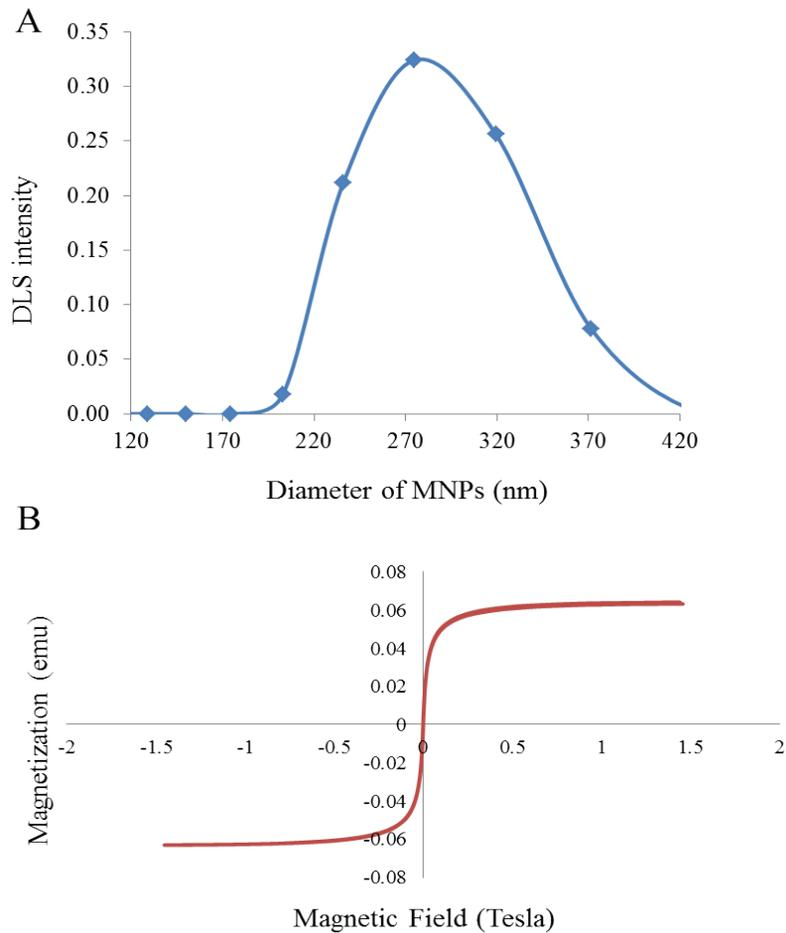 A
0.35
0.30
0.25
0.20
0.15
0.10
0.05
0.00
DLS intensity
120 170 220 270 320 370 420
Diameter of MNPs (nm)
B
0.08
0.06
0.04
0.02
0
-0.02
-0.04
-0.06
-0.08
Magnetization (emu)
-2 -1.5 -1 -0.5 0 0.5 1 1.5 2
Magnetic Field (Tesla)